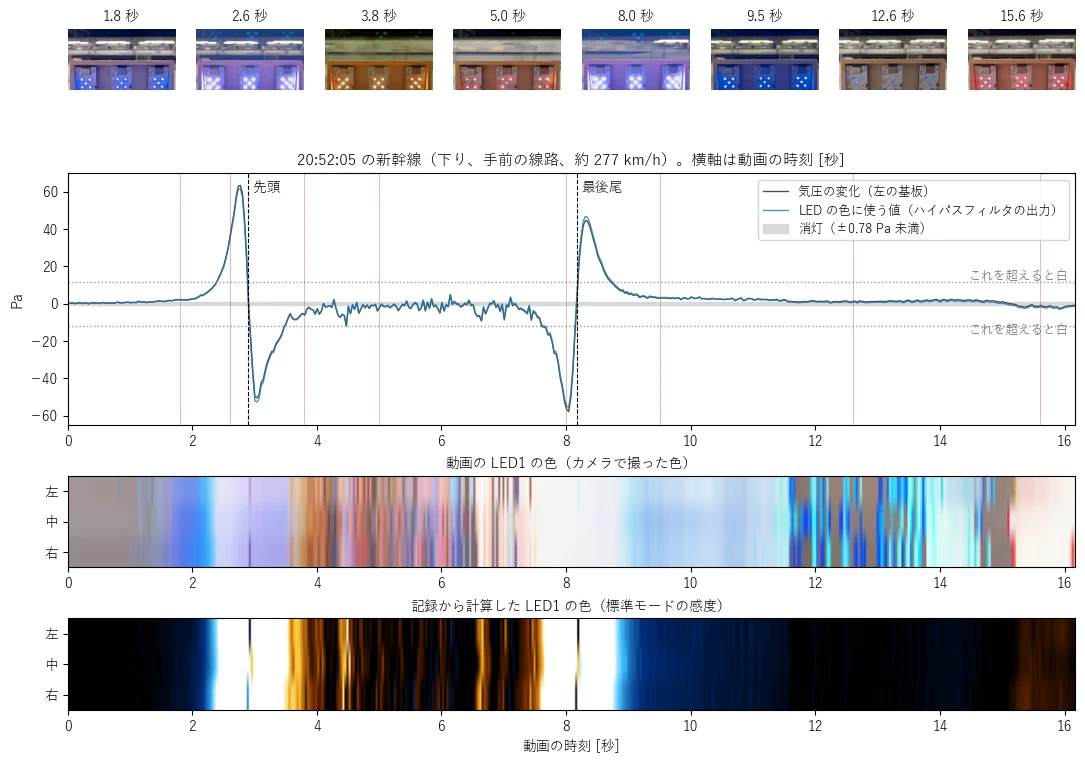 1.8 秒 2.6 秒 3.8 秒 5.0 秒 8.0 秒 9.5 秒 12.6 秒 15.6 秒
20:52:05 の新幹線（下り、手前の線路、約 277 km/h）。横軸は動画の時刻 [秒]
先頭
最後尾
気圧の変化（左の基板）
LED の色に使う値（ハイパスフィルタの出力）
消灯（±0.78 Pa 未満）
これを超えると白
これを超えると白
Pa
60
40
20
0
−20
−40
−60
0 2 4 6 8 10 12 14 16
動画の LED1 の色（カメラで撮った色）
左
中
右
0 2 4 6 8 10 12 14 16
記録から計算した LED1 の色（標準モードの感度）
左
中
右
0 2 4 6 8 10 12 14 16
動画の時刻 [秒]